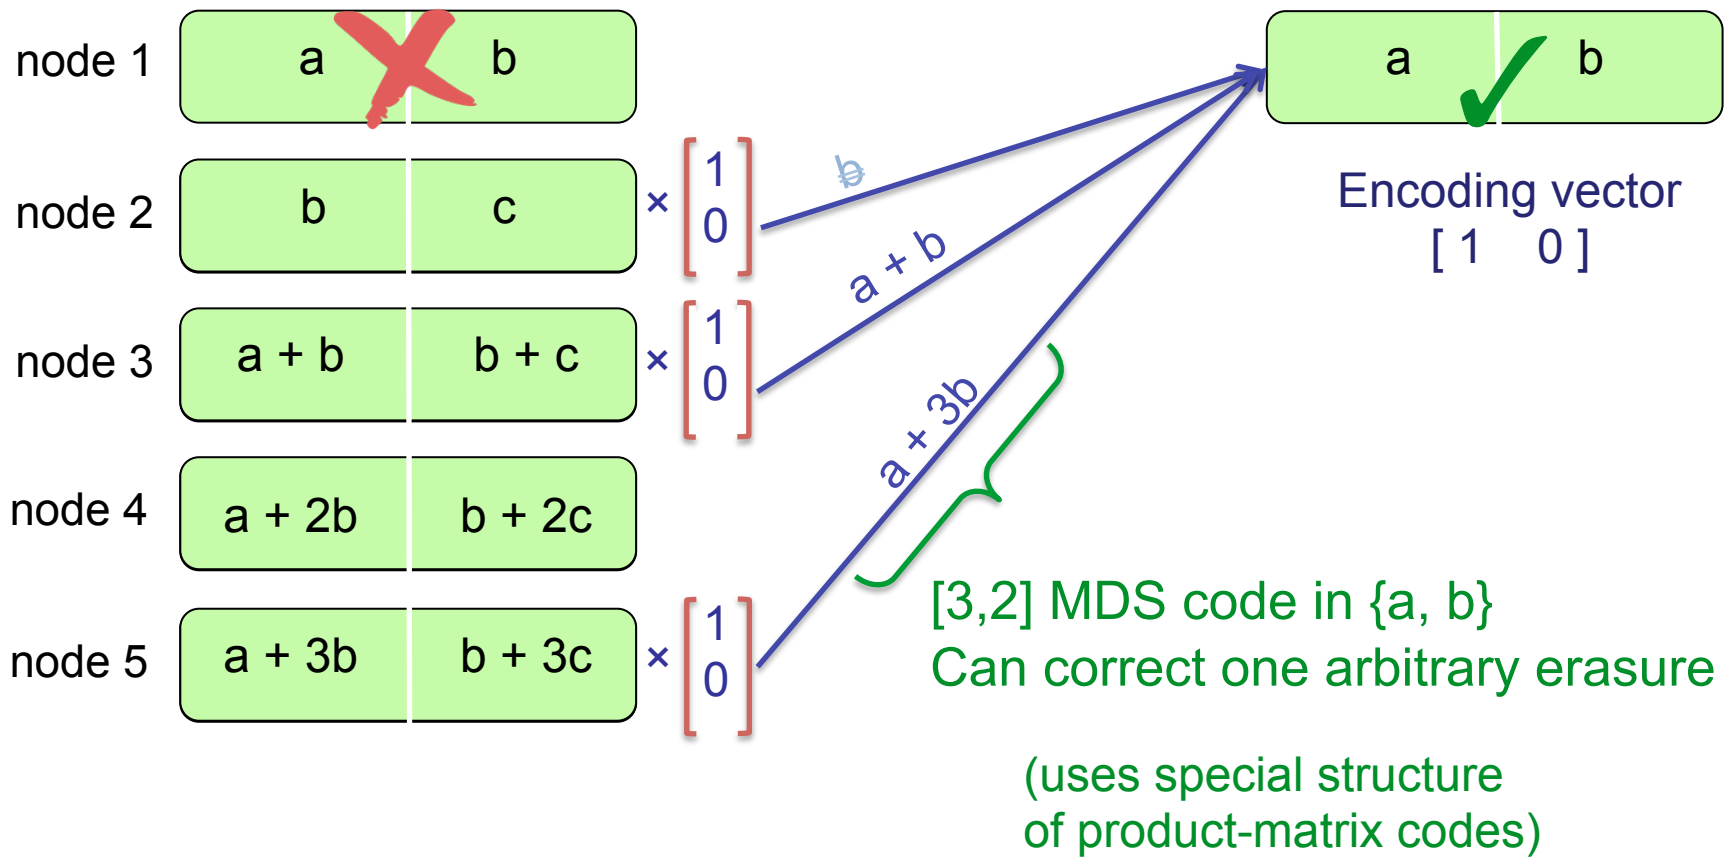 node 1
a b
node 2
b c
×
1
0
b
node 3
a + b b + c
×
1
0
a + b
node 4
a + 2b b + 2c
node 5
a + 3b b + 3c
×
1
0
a + 3b
a b
Encoding vector
[ 1 0 ]
[3,2] MDS code in {a, b}
Can correct one arbitrary erasure
(uses special structure
of product-matrix codes)